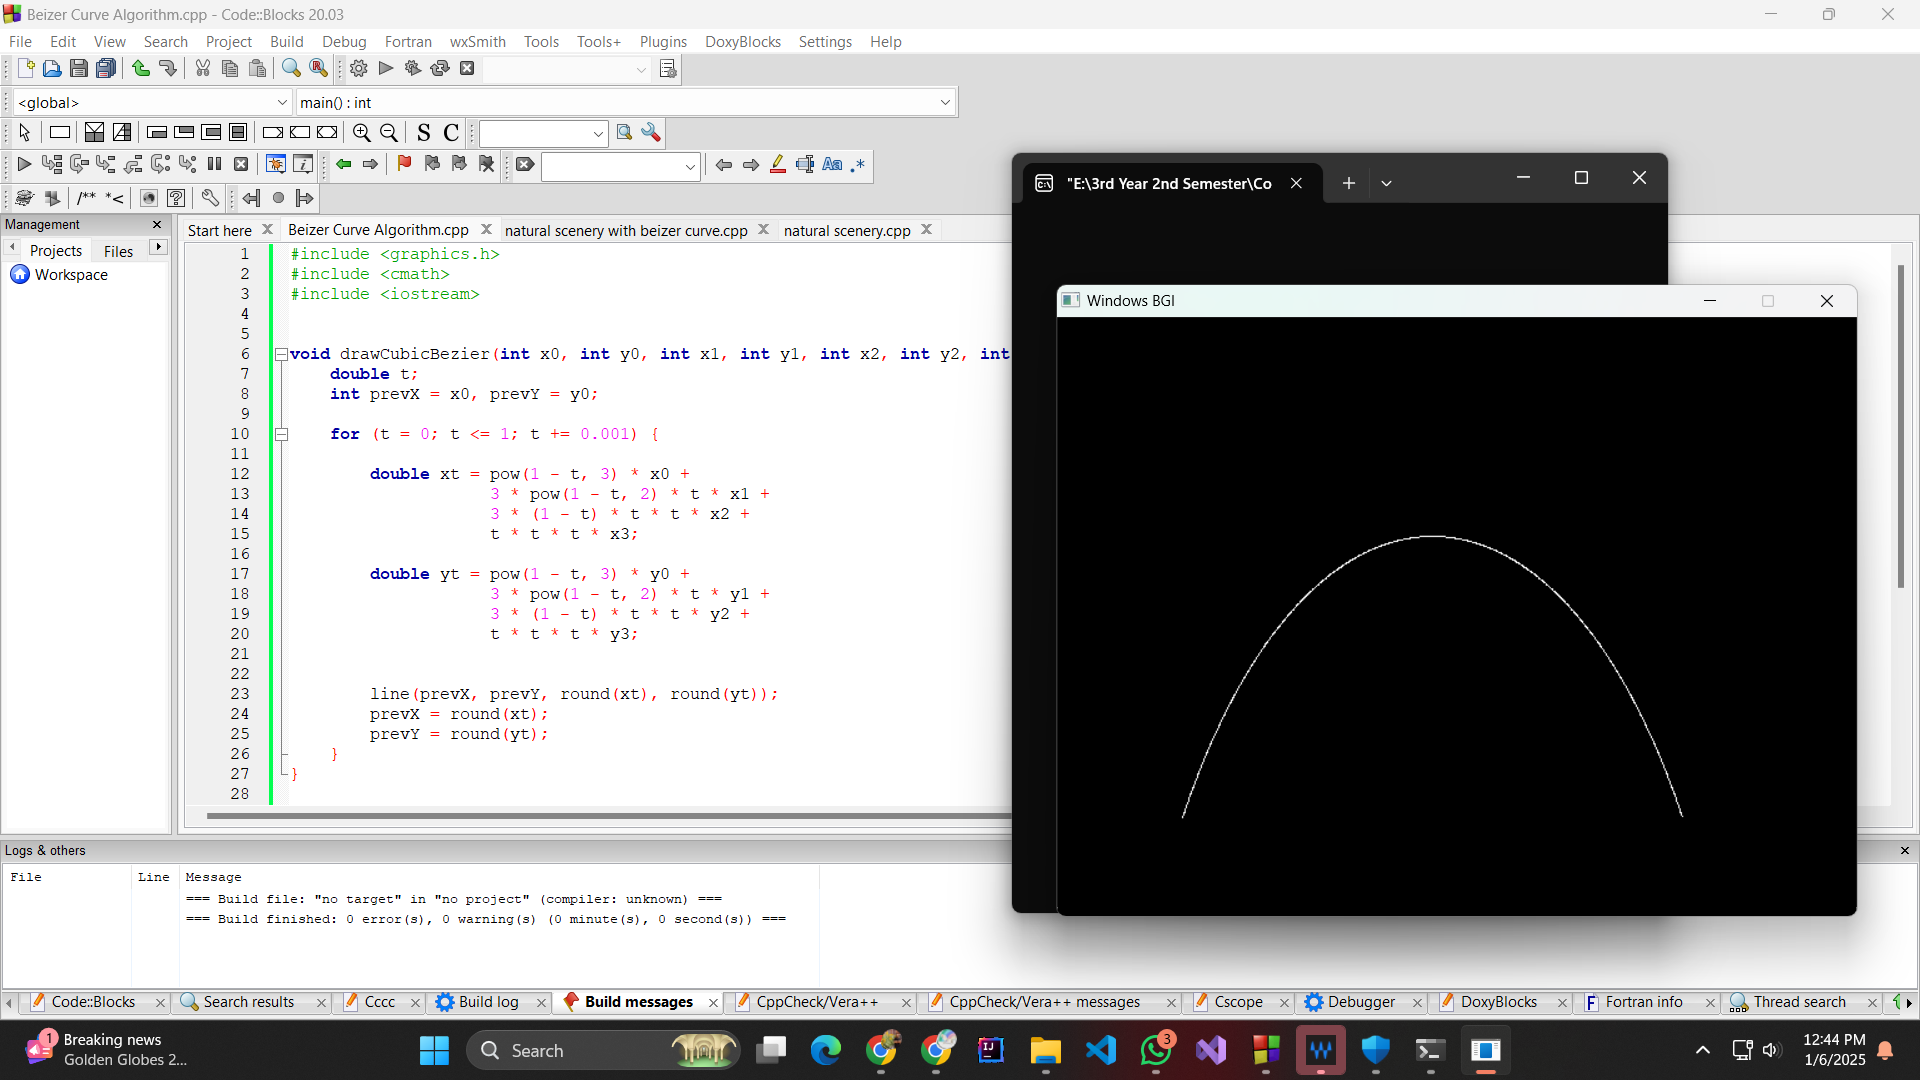 Beizer Curve Algorithm.cpp - Code::Blocks 20.03
File Edit View Search Project Build Debug Fortran wxSmith Tools Tools+ Plugins DoxyBlocks Settings Help
<global> main() : int
S C
Aa .*
/** *<
Management
Projects Files
Workspace
Start here Beizer Curve Algorithm.cpp natural scenery with beizer curve.cpp natural scenery.cpp
1 #include <graphics.h>
2 #include <cmath>
3 #include <iostream>
4
5
6 void drawCubicBezier(int x0, int y0, int x1, int y1, int x2, int y2, int
7 double t;
8 int prevX = x0, prevY = y0;
9
10 for (t = 0; t <= 1; t += 0.001) {
11
12 double xt = pow(1 - t, 3) * x0 +
13 3 * pow(1 - t, 2) * t * x1 +
14 3 * (1 - t) * t * t * x2 +
15 t * t * t * x3;
16
17 double yt = pow(1 - t, 3) * y0 +
18 3 * pow(1 - t, 2) * t * y1 +
19 3 * (1 - t) * t * t * y2 +
20 t * t * t * y3;
21
22
23 line(prevX, prevY, round(xt), round(yt));
24 prevX = round(xt);
25 prevY = round(yt);
26 }
27 }
28
"E:\3rd Year 2nd Semester\Co
Windows BGI
Logs & others
File Line Message
=== Build file: "no target" in "no project" (compiler: unknown) ===
=== Build finished: 0 error(s), 0 warning(s) (0 minute(s), 0 second(s)) ===
Code::Blocks Search results Cccc Build log Build messages CppCheck/Vera++ CppCheck/Vera++ messages Cscope Debugger DoxyBlocks Fortran info Thread search
1
Breaking news
Golden Globes 2...
Search
3
12:44 PM
1/6/2025